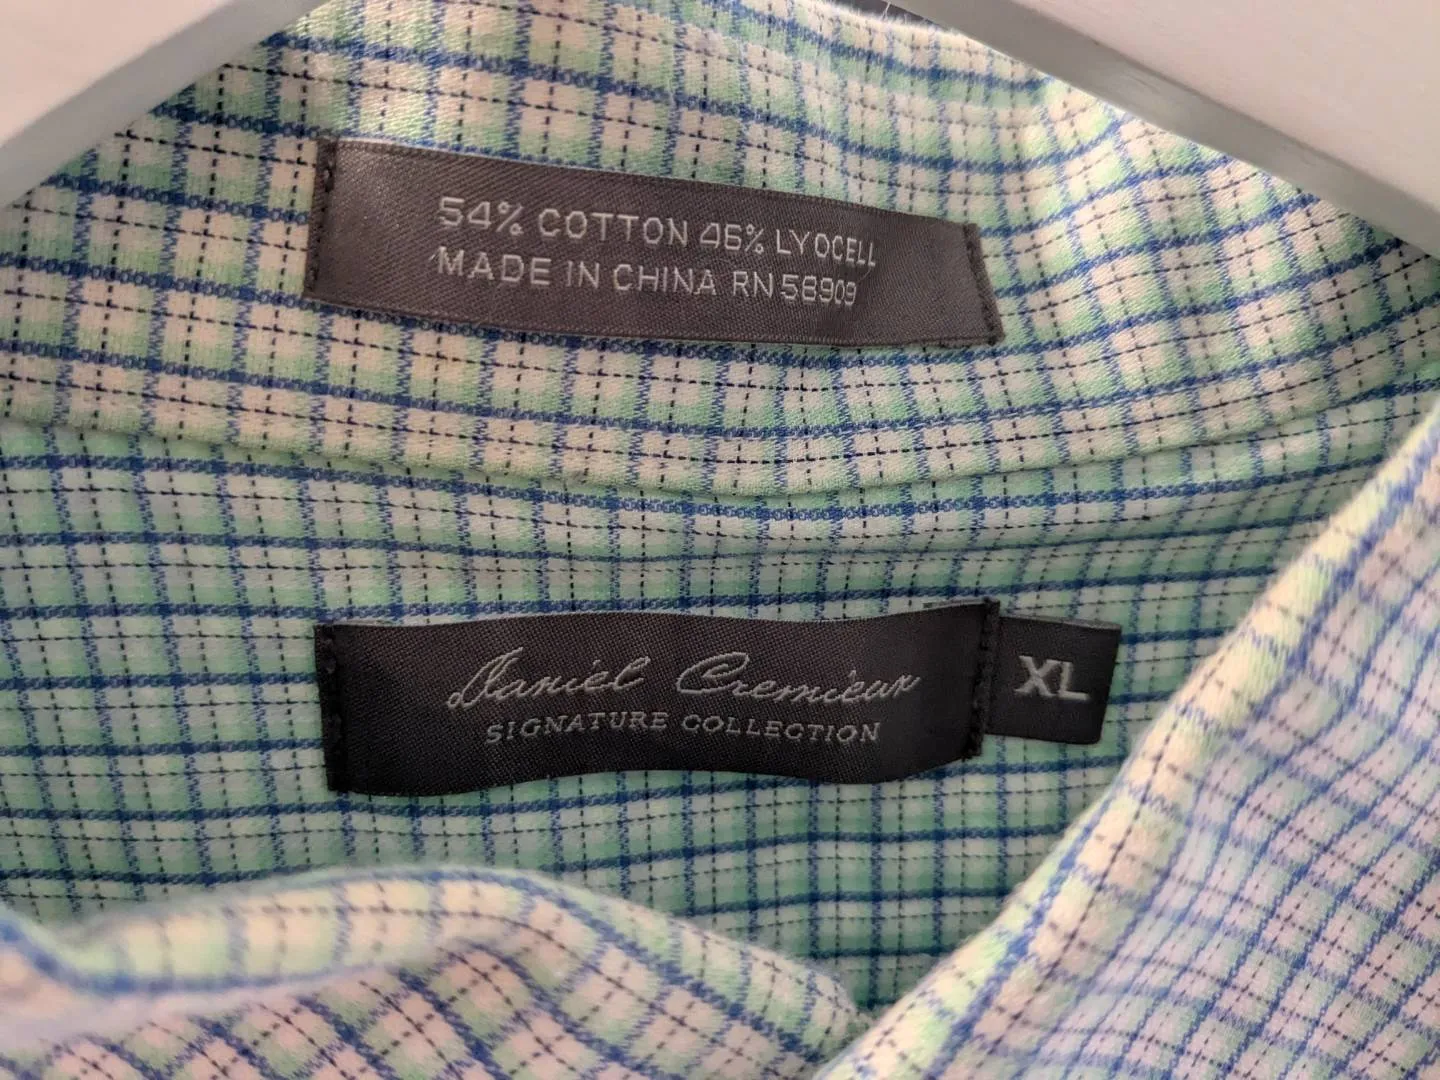 54% COTTON 46% LYOCELL
MADE IN CHINA RN 58909
Daniel Cremieux XL
SIGNATURE COLLECTION